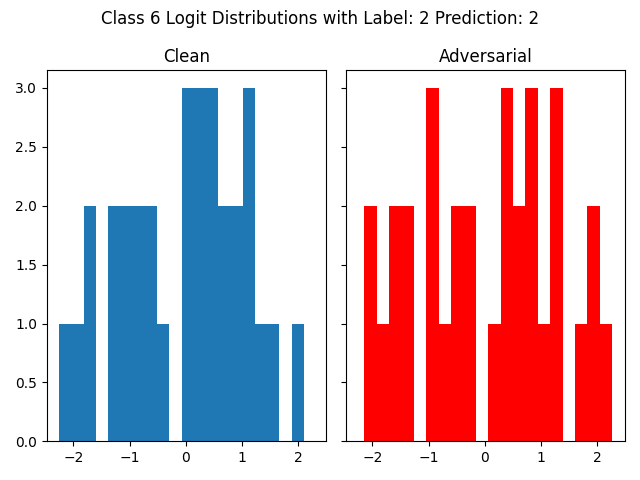 Class 6 Logit Distributions with Label: 2 Prediction: 2
Clean
Adversarial
3.0
2.5
2.0
1.5
1.0
0.5
0.0
−2 −1 0 1 2
−2 −1 0 1 2